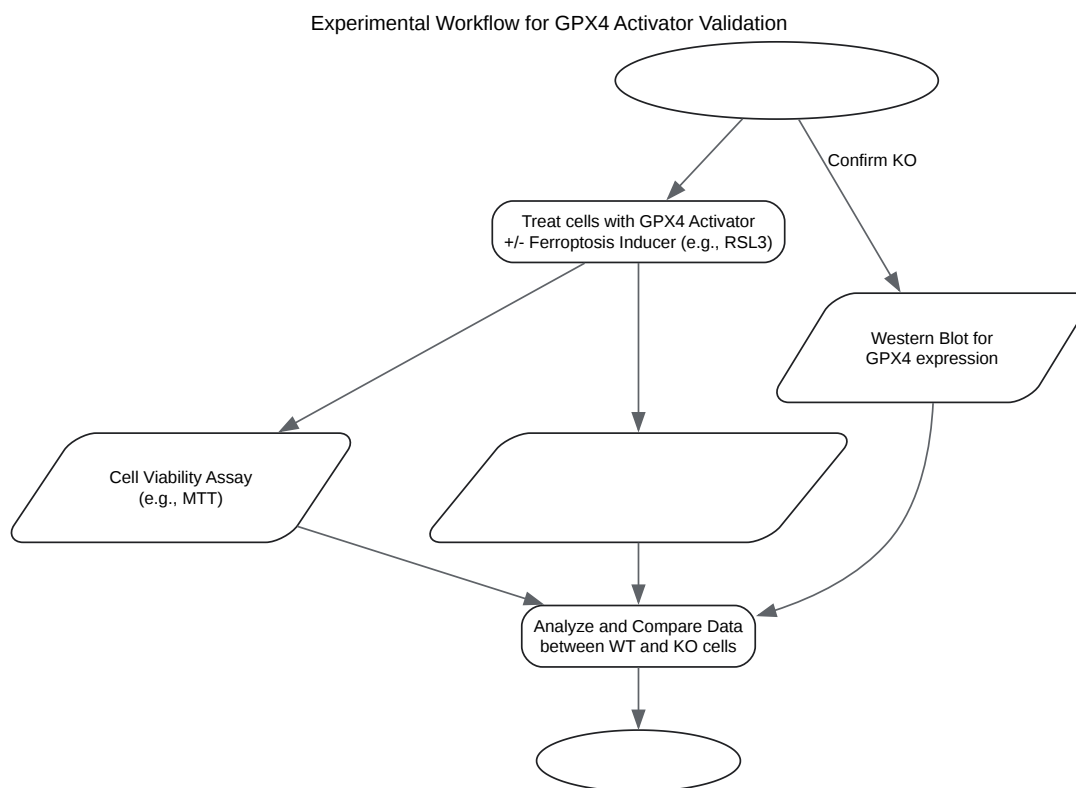 Experimental Workflow for GPX4 Activator Validation
Confirm KO
Treat cells with GPX4 Activator
+/- Ferroptosis Inducer (e.g., RSL3)
Western Blot for
GPX4 expression
Cell Viability Assay
(e.g., MTT)
Analyze and Compare Data
between WT and KO cells